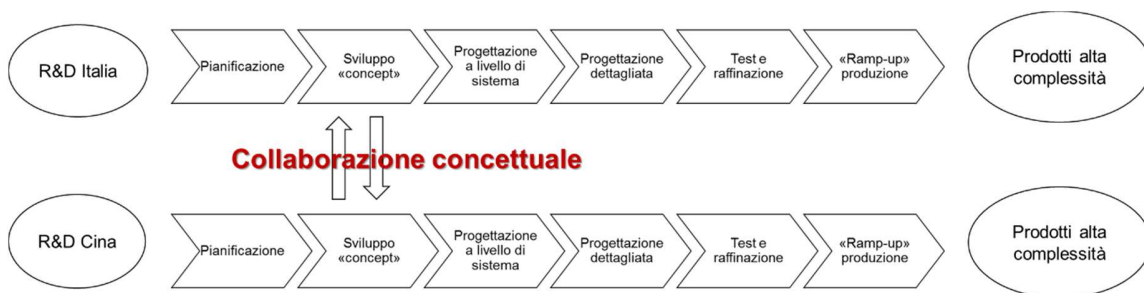 R&D Italia
Pianificazione
Sviluppo
«concept»
Progettazione
a livello di
sistema
Progettazione
dettagliata
Test e
raffinazione
«Ramp-up»
produzione
Prodotti alta
complessità
Collaborazione concettuale
R&D Cina
Pianificazione
Sviluppo
«concept»
Progettazione
a livello di
sistema
Progettazione
dettagliata
Test e
raffinazione
«Ramp-up»
produzione
Prodotti alta
complessità